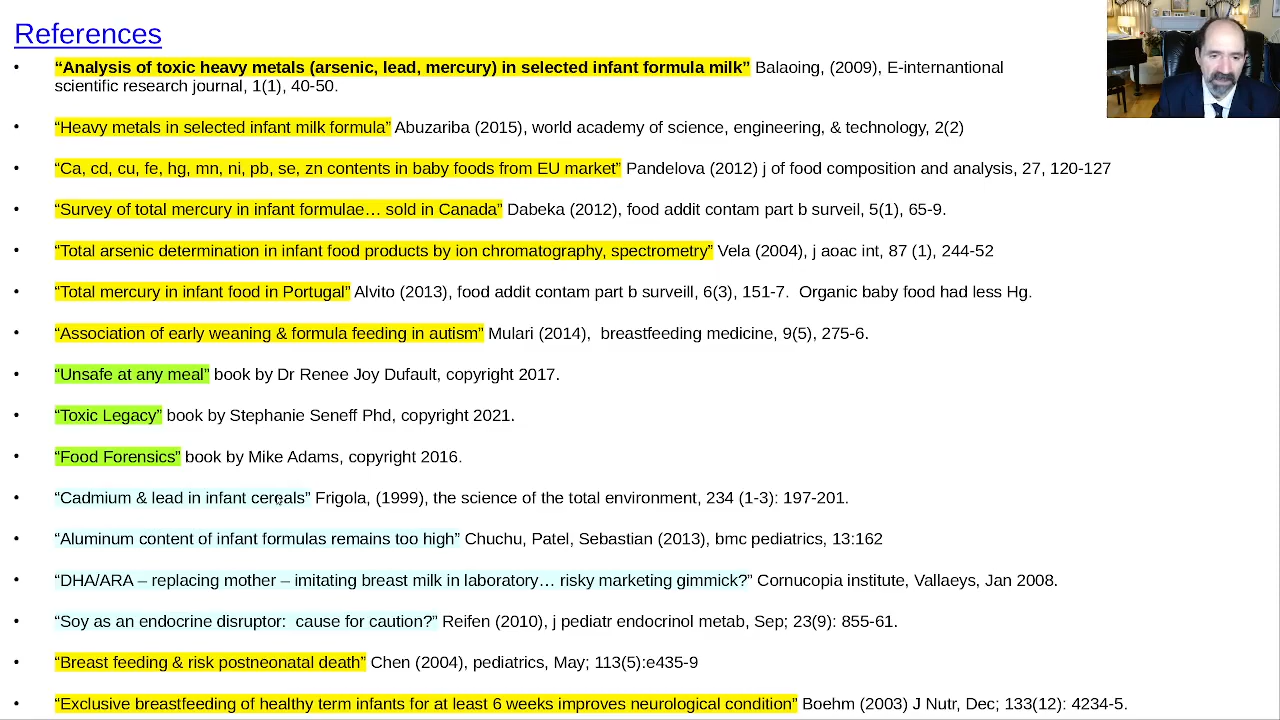 References
• “Analysis of toxic heavy metals (arsenic, lead, mercury) in selected infant formula milk” Balaoing, (2009), E-internantional
scientific research journal, 1(1), 40-50.
• “Heavy metals in selected infant milk formula” Abuzariba (2015), world academy of science, engineering, & technology, 2(2)
• “Ca, cd, cu, fe, hg, mn, ni, pb, se, zn contents in baby foods from EU market” Pandelova (2012) j of food composition and analysis, 27, 120-127
• “Survey of total mercury in infant formulae… sold in Canada” Dabeka (2012), food addit contam part b surveil, 5(1), 65-9.
• “Total arsenic determination in infant food products by ion chromatography, spectrometry” Vela (2004), j aoac int, 87 (1), 244-52
• “Total mercury in infant food in Portugal” Alvito (2013), food addit contam part b surveill, 6(3), 151-7.  Organic baby food had less Hg.
• “Association of early weaning & formula feeding in autism” Mulari (2014),  breastfeeding medicine, 9(5), 275-6.
• “Unsafe at any meal” book by Dr Renee Joy Dufault, copyright 2017.
• “Toxic Legacy” book by Stephanie Seneff Phd, copyright 2021.
• “Food Forensics” book by Mike Adams, copyright 2016.
• “Cadmium & lead in infant cereals” Frigola, (1999), the science of the total environment, 234 (1-3): 197-201.
• “Aluminum content of infant formulas remains too high” Chuchu, Patel, Sebastian (2013), bmc pediatrics, 13:162
• “DHA/ARA – replacing mother – imitating breast milk in laboratory… risky marketing gimmick?” Cornucopia institute, Vallaeys, Jan 2008.
• “Soy as an endocrine disruptor:  cause for caution?” Reifen (2010), j pediatr endocrinol metab, Sep; 23(9): 855-61.
• “Breast feeding & risk postneonatal death” Chen (2004), pediatrics, May; 113(5):e435-9
• “Exclusive breastfeeding of healthy term infants for at least 6 weeks improves neurological condition” Boehm (2003) J Nutr, Dec; 133(12): 4234-5.